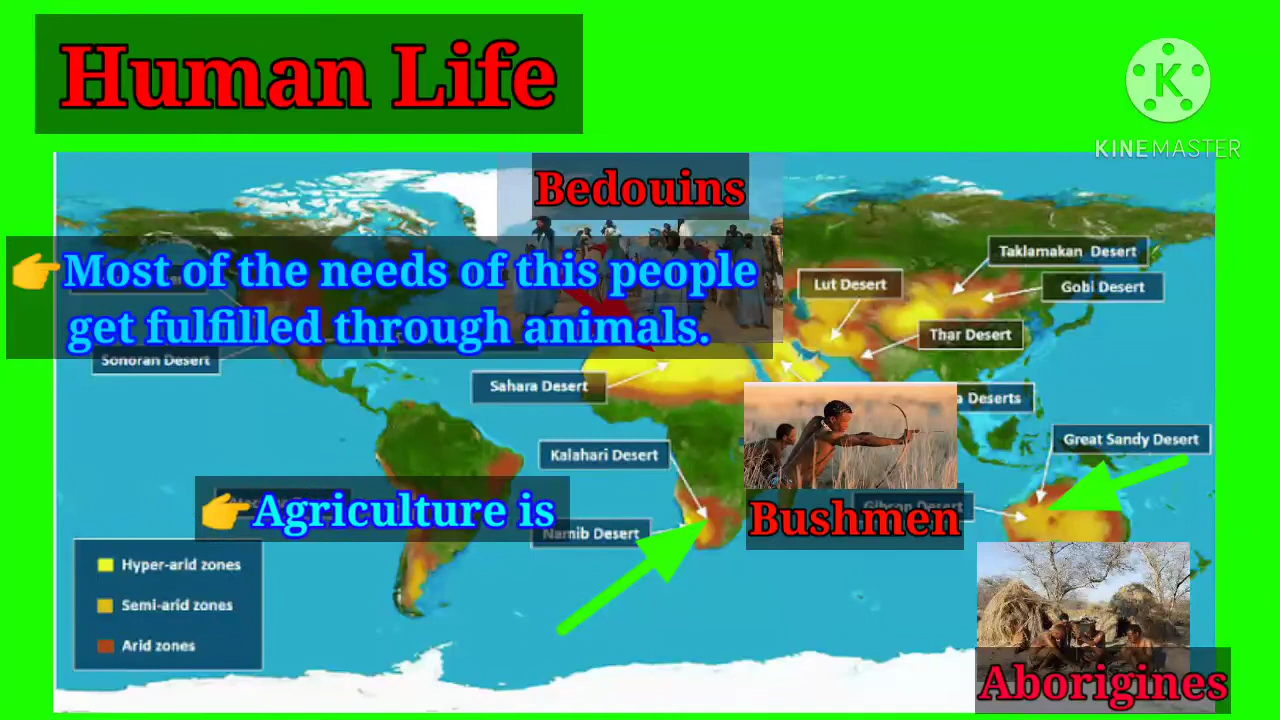 Human Life
KINEMASTER
Bedouins
👉Most of the needs of this people
get fulfilled through animals.
Taklamakan Desert
Lut Desert
Gobi Desert
Thar Desert
Sonoran Desert
Sahara Desert
Deserts
Great Sandy Desert
Kalahari Desert
👉Agriculture is
Gibson Desert
Bushmen
Namib Desert
Hyper-arid zones
Semi-arid zones
Arid zones
Aborigines